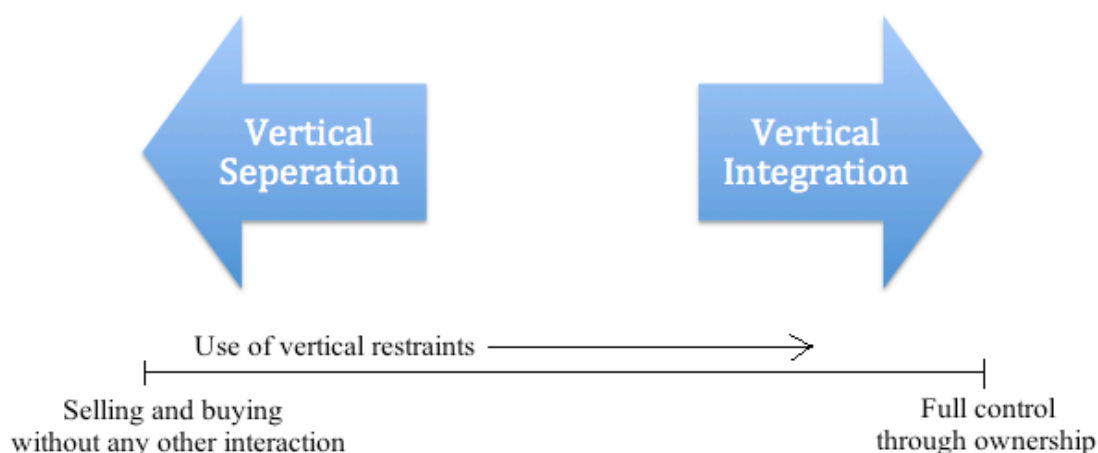 Vertical
Seperation
Vertical
Integration
Use of vertical restraints
Selling and buying
without any other interaction
Full control
through ownership